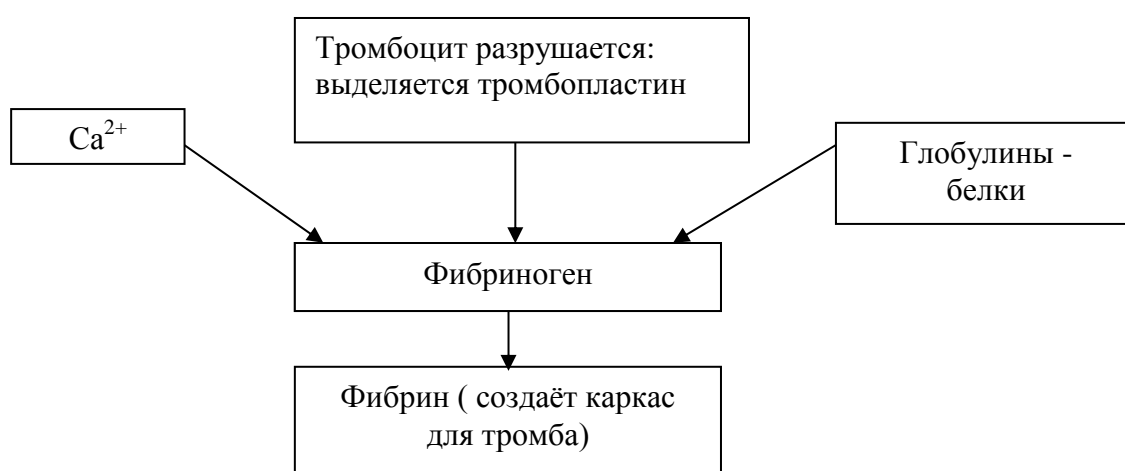 Тромбоцит разрушается:
выделяется тромбопластин
Ca²⁺
Глобулины -
белки
Фибриноген
Фибрин ( создаёт каркас
для тромба)